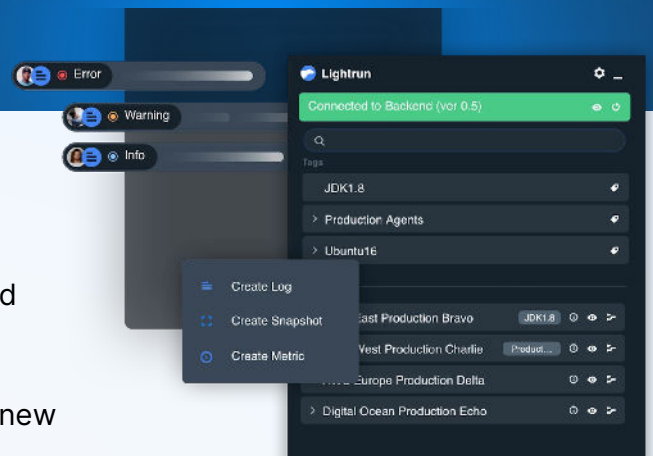 Error
Warning
Info
Lightrun
Connected to Backend (ver 0.5)
Tags
JDK1.8
Production Agents
Ubuntu16
Create Log
Create Snapshot
Create Metric
East Production Bravo JDK1.8
West Production Charlie Product...
Europe Production Delta
Digital Ocean Production Echo
d
new